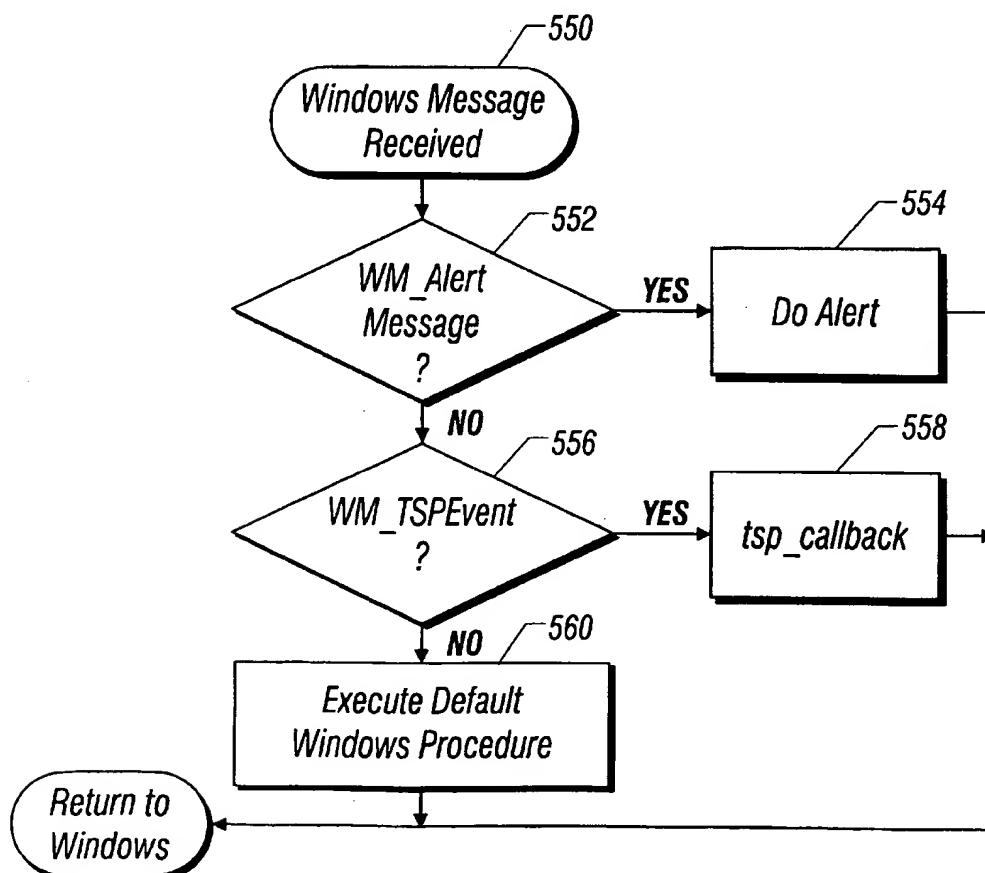 550
Windows Message
Received
552
WM_Alert
Message
?
YES
554
Do Alert
NO
556
WM_TSPEvent
?
YES
558
tsp_callback
NO
560
Execute Default
Windows Procedure
Return to
Windows